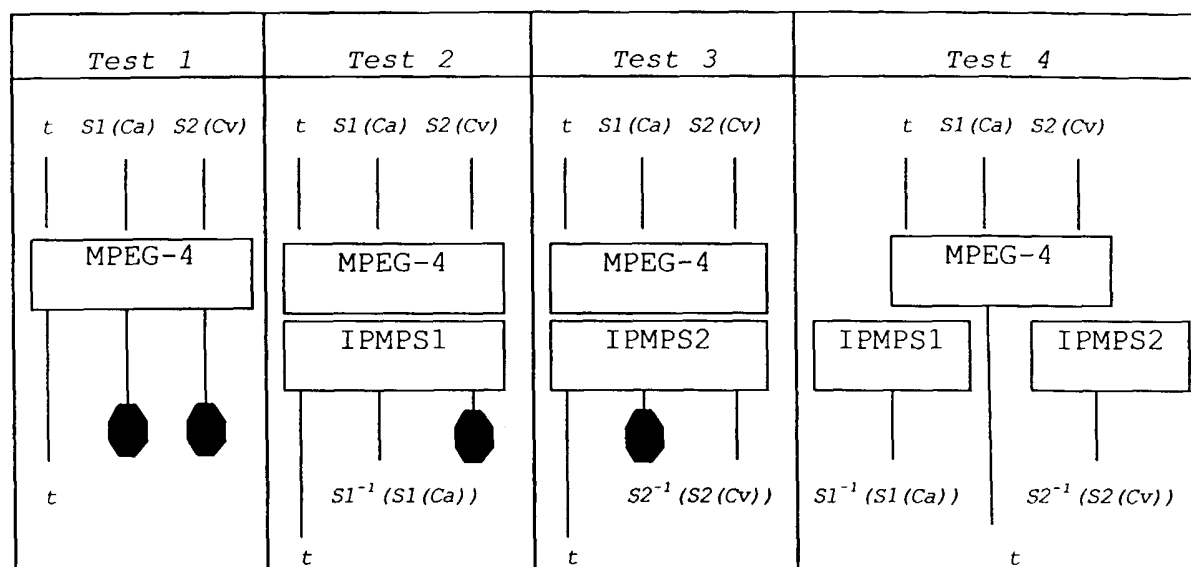 Test 1 Test 2 Test 3 Test 4
t S1(Ca) S2(Cv) t S1(Ca) S2(Cv) t S1(Ca) S2(Cv) t S1(Ca) S2(Cv)
MPEG-4 MPEG-4 MPEG-4 MPEG-4
IPMPS1 IPMPS2 IPMPS1 IPMPS2
t S1⁻¹(S1(Ca)) S2⁻¹(S2(Cv)) S1⁻¹(S1(Ca)) S2⁻¹(S2(Cv))
t t t